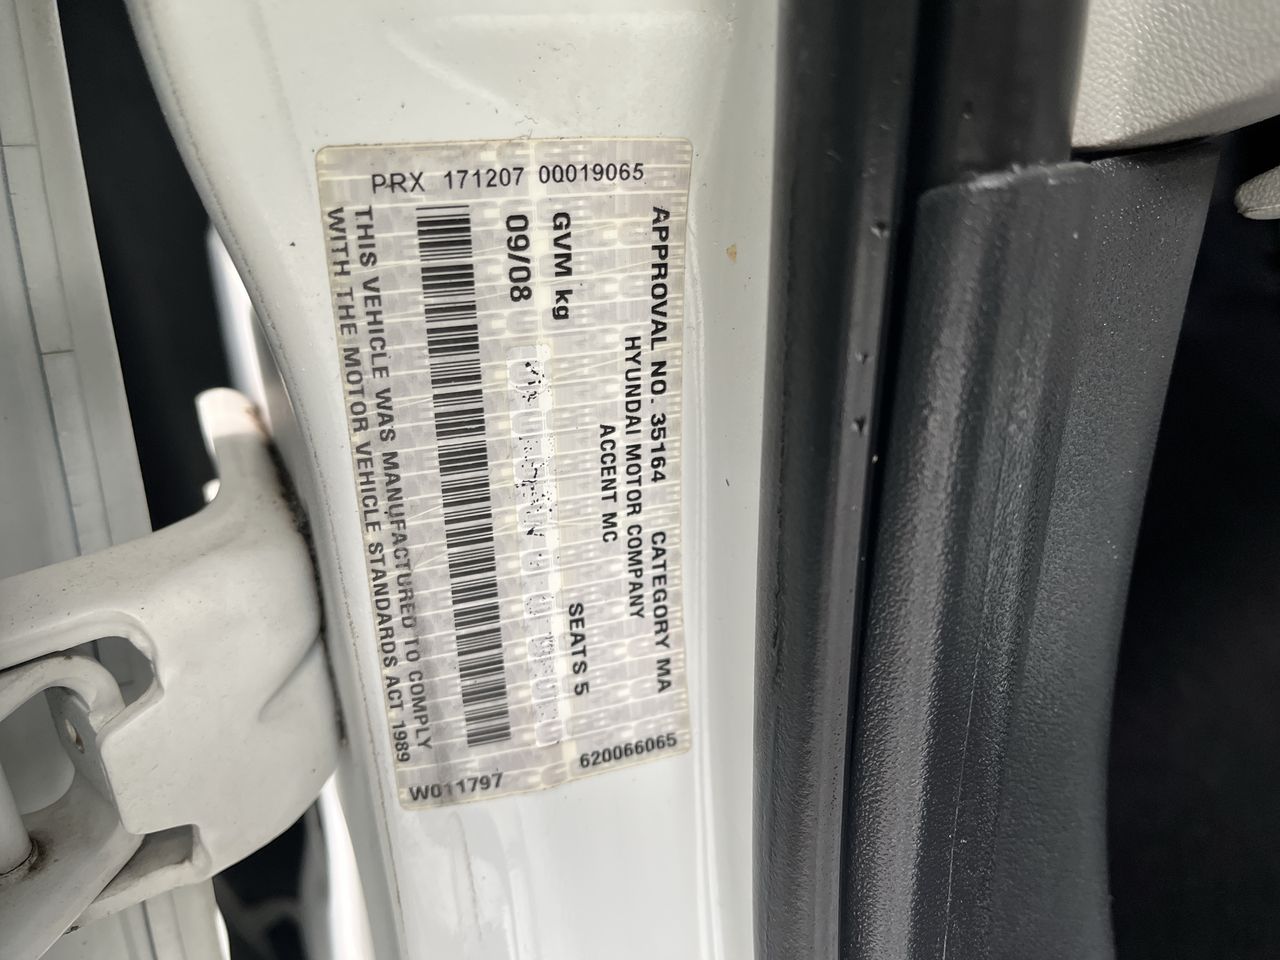 PRX 171207 00019065
APPROVAL NO. 35164 CATEGORY MA
HYUNDAI MOTOR COMPANY
ACCENT MC
GVM kg SEATS 5
09/08
THIS VEHICLE WAS MANUFACTURED TO COMPLY
WITH THE MOTOR VEHICLE STANDARDS ACT 1989
620066065
W011797